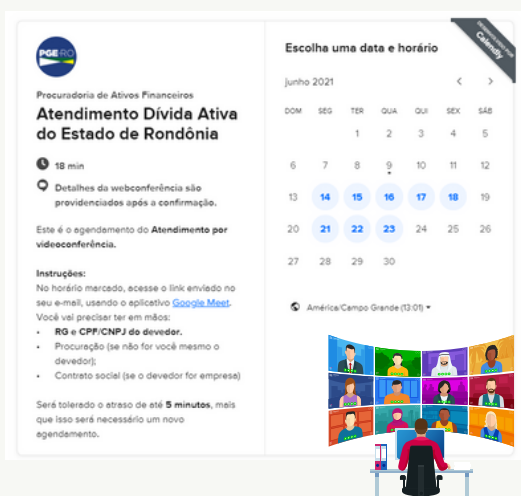 PGE-RO
Procuradoria de Ativos Financeiros
Atendimento Dívida Ativa
do Estado de Rondônia
18 min
Detalhes da webconferência são
providenciados após a confirmação.
Este é o agendamento do Atendimento por
videoconferência.
Instruções:
No horário marcado, acesse o link enviado no
seu e-mail, usando o aplicativo Google Meet.
Você vai precisar ter em mãos:
• RG e CPF/CNPJ do devedor.
• Procuração (se não for você mesmo o
devedor);
• Contrato social (se o devedor for empresa)
Será tolerado o atraso de até 5 minutos, mais
que isso será necessário um novo
agendamento.
Escolha uma data e horário
Calendly
junho 2021
DOM SEG TER QUA QUI SEX SÁB
1 2 3 4 5
6 7 8 9 10 11 12
13 14 15 16 17 18 19
20 21 22 23 24 25 26
27 28 29 30
América/Campo Grande (13:01)